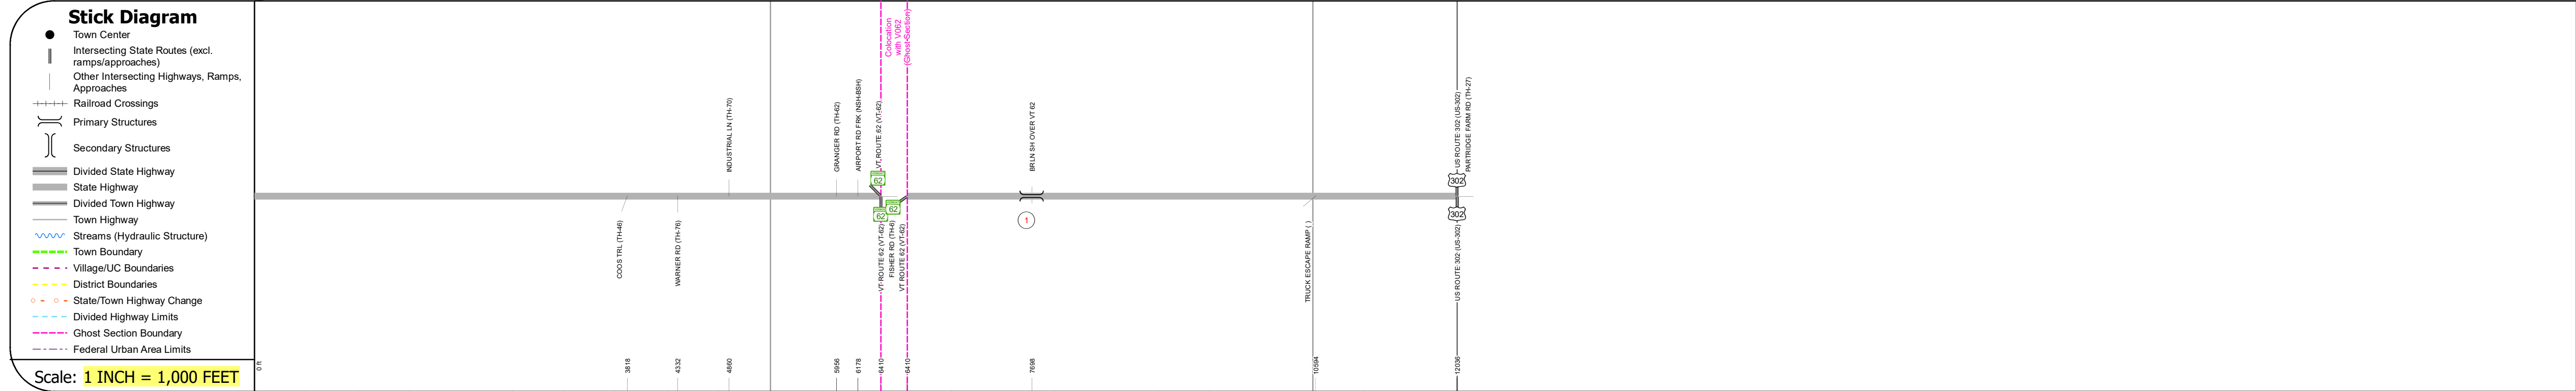 Stick Diagram
Town Center
Intersecting State Routes (excl.
ramps/approaches)
Other Intersecting Highways, Ramps,
Approaches
Railroad Crossings
Primary Structures
Secondary Structures
Divided State Highway
State Highway
Divided Town Highway
Town Highway
Streams (Hydraulic Structure)
Town Boundary
Village/UC Boundaries
District Boundaries
State/Town Highway Change
Divided Highway Limits
Ghost Section Boundary
Federal Urban Area Limits
Scale: 1 INCH = 1,000 FEET
Colocation
with V062
(Ghost-Section)
INDUSTRIAL LN (TH-70)
GRANGER RD (TH-62)
AIRPORT RD FRK (NSH-BSH)
VT ROUTE 62 (VT-62)
BRLN SH OVER VT 62
US ROUTE 302 (US-302)
PARTRIDGE FARM RD (TH-27)
62
62
62
302
302
1
COOS TRL (TH-46)
WARNER RD (TH-76)
VT ROUTE 62 (VT-62)
FISHER RD (TH-6)
VT ROUTE 62 (VT-62)
TRUCK ESCAPE RAMP ( )
US ROUTE 302 (US-302)
0 ft
3818
4332
4860
5956
6178
6410
6410
7698
10594
12036